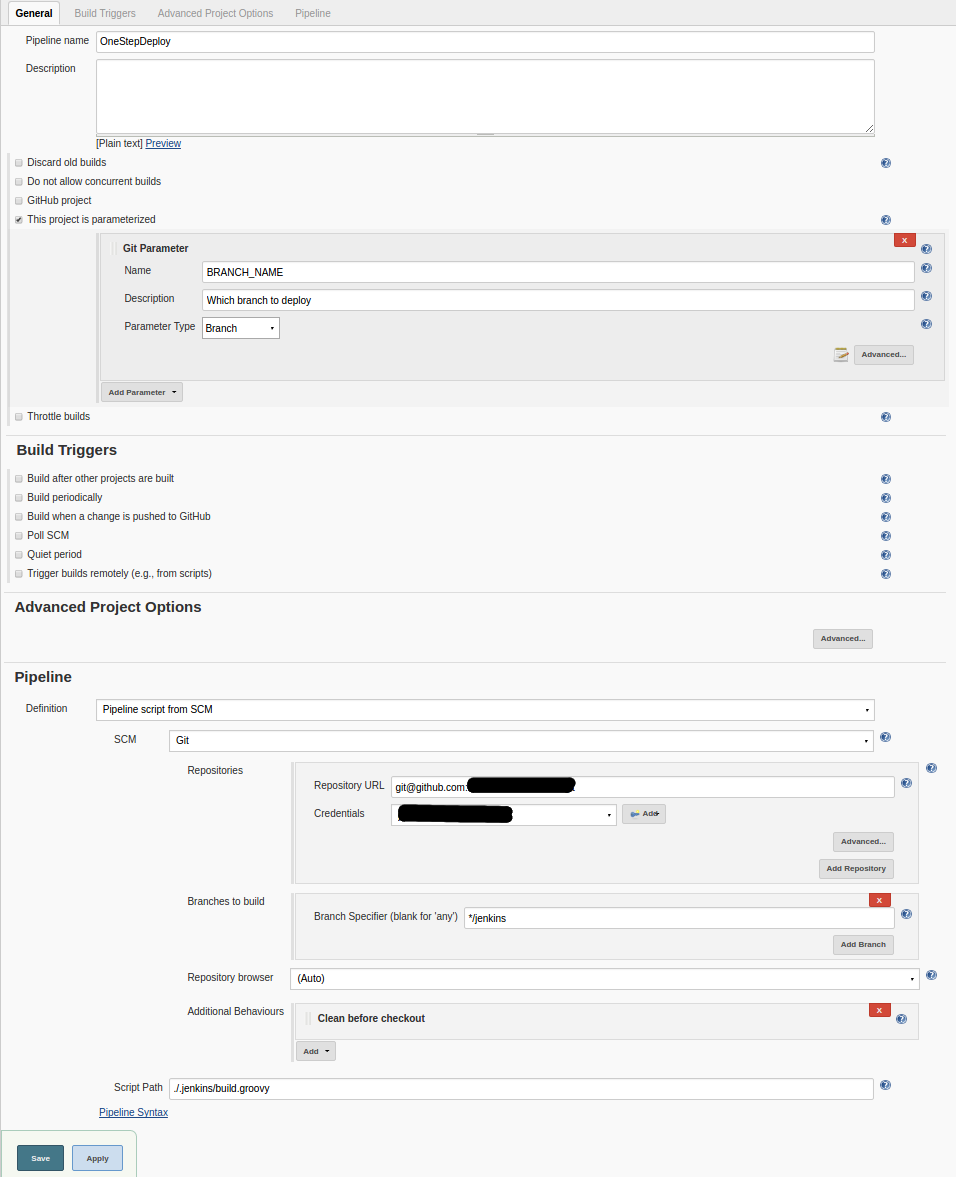 General Build Triggers Advanced Project Options Pipeline
Pipeline name OneStepDeploy
Description
[Plain text] Preview
Discard old builds
Do not allow concurrent builds
GitHub project
This project is parameterized
X
Git Parameter
Name BRANCH_NAME
Description Which branch to deploy
Parameter Type Branch
Advanced...
Add Parameter
Throttle builds
Build Triggers
Build after other projects are built
Build periodically
Build when a change is pushed to GitHub
Poll SCM
Quiet period
Trigger builds remotely (e.g., from scripts)
Advanced Project Options
Advanced...
Pipeline
Definition Pipeline script from SCM
SCM Git
Repositories
Repository URL git@github.com:
Credentials Add
Advanced...
Add Repository
Branches to build X
Branch Specifier (blank for 'any') */jenkins
Add Branch
Repository browser (Auto)
Additional Behaviours X
Clean before checkout
Add
Script Path ./.jenkins/build.groovy
Pipeline Syntax
Save Apply